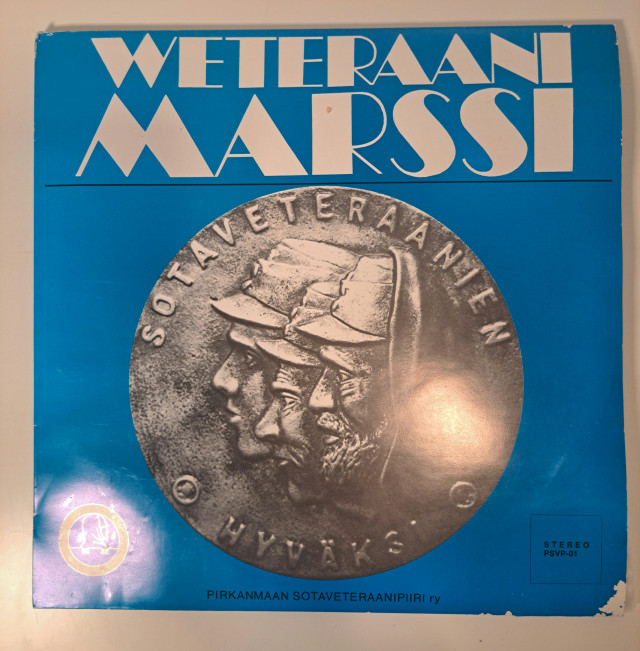 WETERAANI
MARSSI
SOTAVETERAANIEN
HYVÄKSI
STEREO
PSVP-01
PIRKANMAAN SOTAVETERAANIPIIRI ry